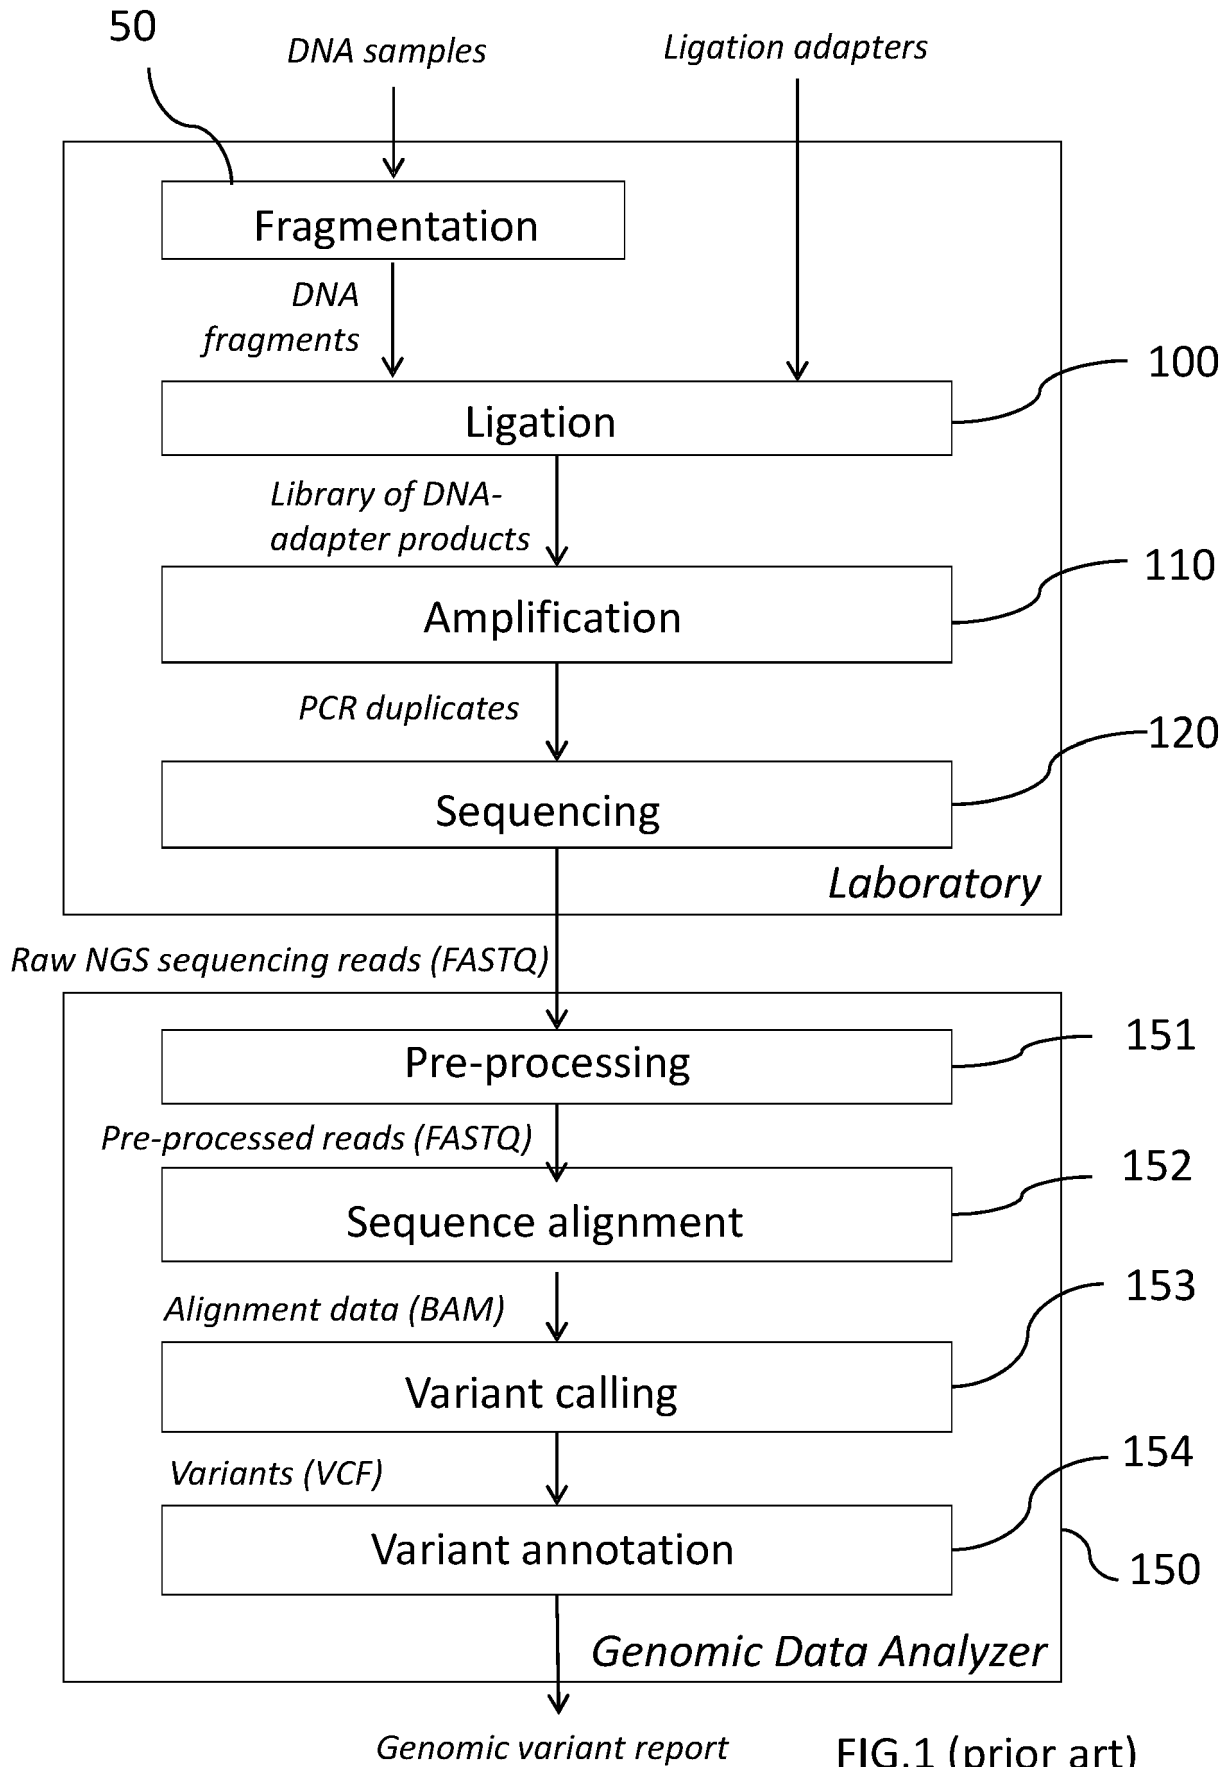 50
DNA samples
Ligation adapters
Fragmentation
DNA
fragments
100
Ligation
Library of DNA-
adapter products
110
Amplification
PCR duplicates
120
Sequencing
Laboratory
Raw NGS sequencing reads (FASTQ)
151
Pre-processing
Pre-processed reads (FASTQ)
152
Sequence alignment
153
Alignment data (BAM)
Variant calling
154
Variants (VCF)
Variant annotation
150
Genomic Data Analyzer
Genomic variant report
FIG.1 (prior art)